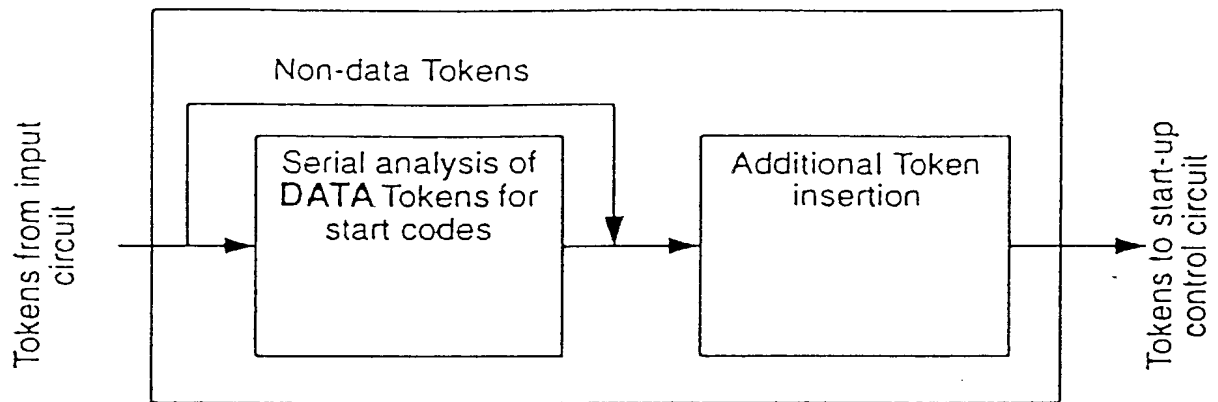 Non-data Tokens
Tokens from input
circuit
Serial analysis of
DATA Tokens for
start codes
Additional Token
insertion
Tokens to start-up
control circuit